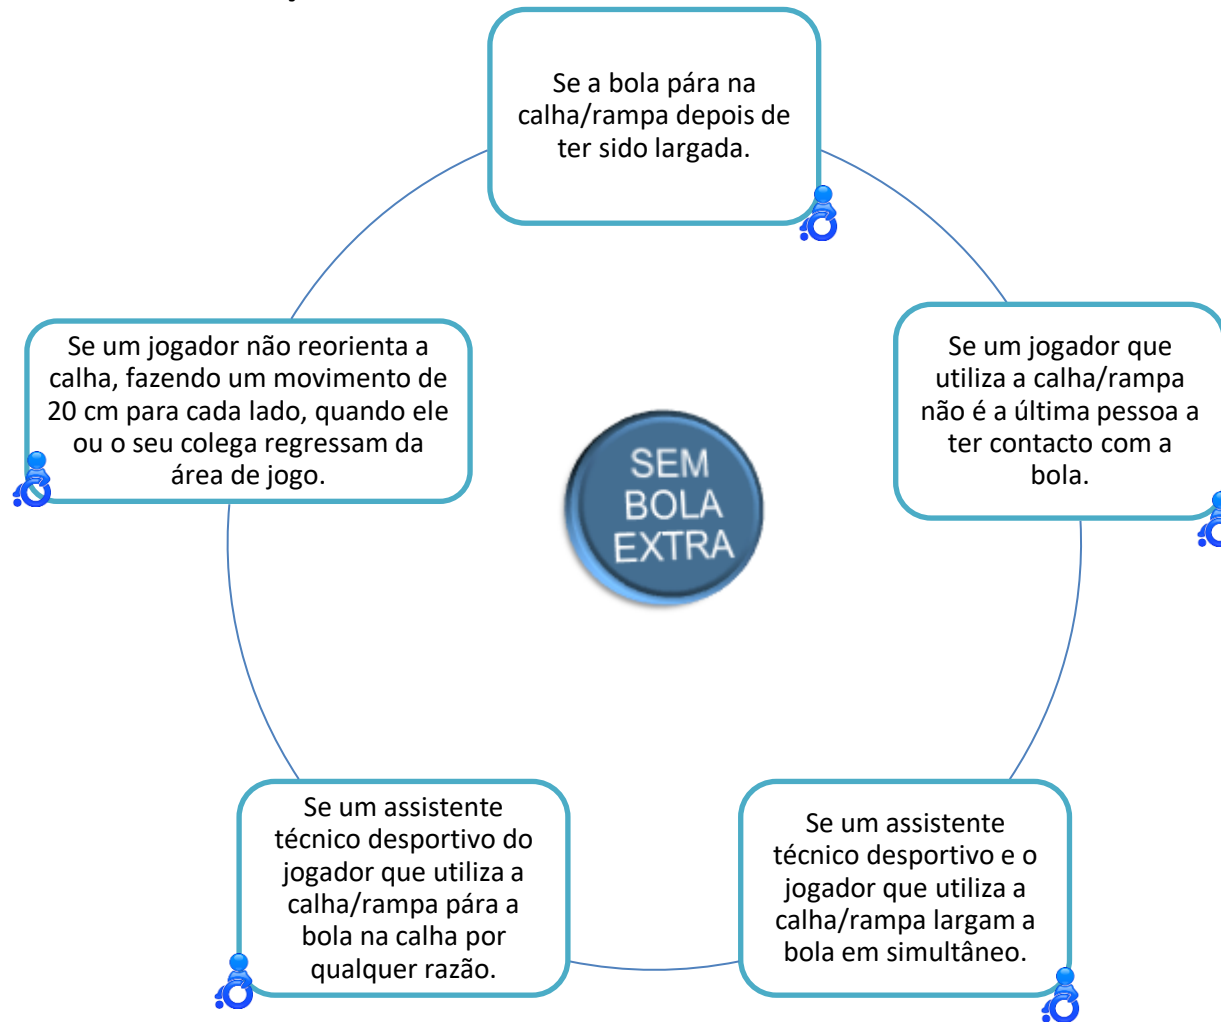 Se a bola pára na
calha/rampa depois de
ter sido largada.
Se um jogador que
utiliza a calha/rampa
não é a última pessoa a
ter contacto com a
bola.
Se um assistente
técnico desportivo e o
jogador que utiliza a
calha/rampa largam a
bola em simultâneo.
Se um assistente
técnico desportivo do
jogador que utiliza a
calha/rampa pára a
bola na calha por
qualquer razão.
Se um jogador não reorienta a
calha, fazendo um movimento de
20 cm para cada lado, quando ele
ou o seu colega regressam da
área de jogo.
SEM
BOLA
EXTRA